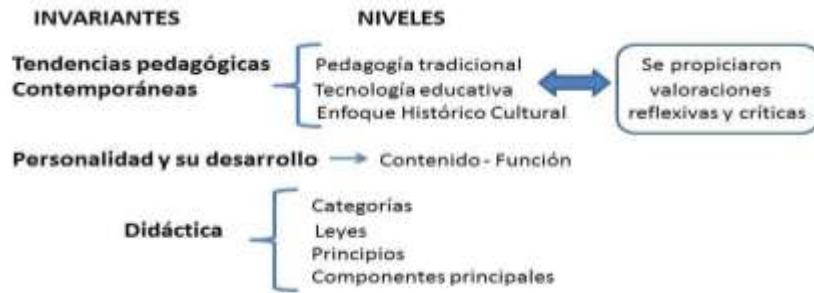 INVARIANTES NIVELES
Tendencias pedagógicas
Contemporáneas
Pedagogía tradicional
Tecnología educativa
Enfoque Histórico Cultural
Se propiciaron
valoraciones
reflexivas y críticas
Personalidad y su desarrollo Contenido - Función
Didáctica
Categorías
Leyes
Principios
Componentes principales